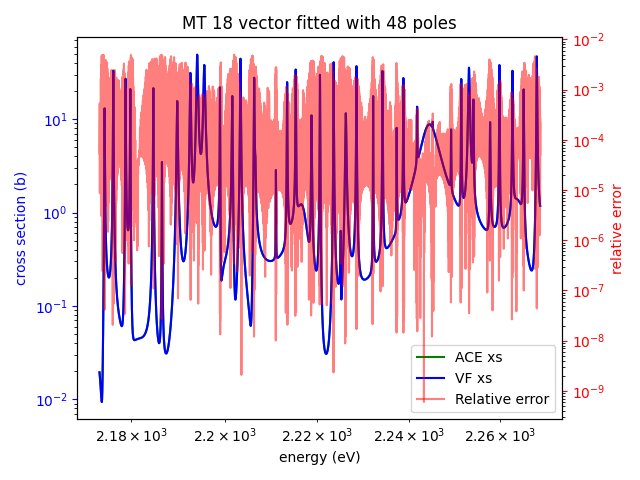 MT 18 vector fitted with 48 poles
cross section (b)
10¹
10⁰
10⁻¹
10⁻²
10⁻²
10⁻³
10⁻⁴
10⁻⁵
10⁻⁶
10⁻⁷
10⁻⁸
10⁻⁹
relative error
ACE xs
VF xs
Relative error
2.18 × 10³ 2.2 × 10³ 2.22 × 10³ 2.24 × 10³ 2.26 × 10³
energy (eV)